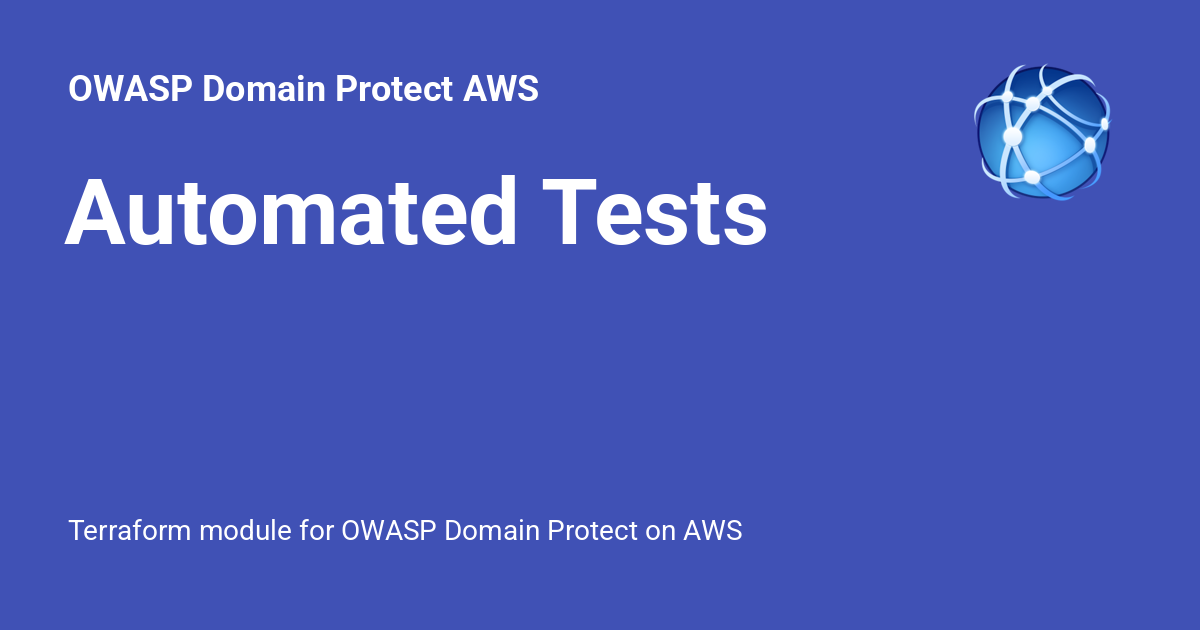 OWASP Domain Protect AWS
Automated Tests
Terraform module for OWASP Domain Protect on AWS